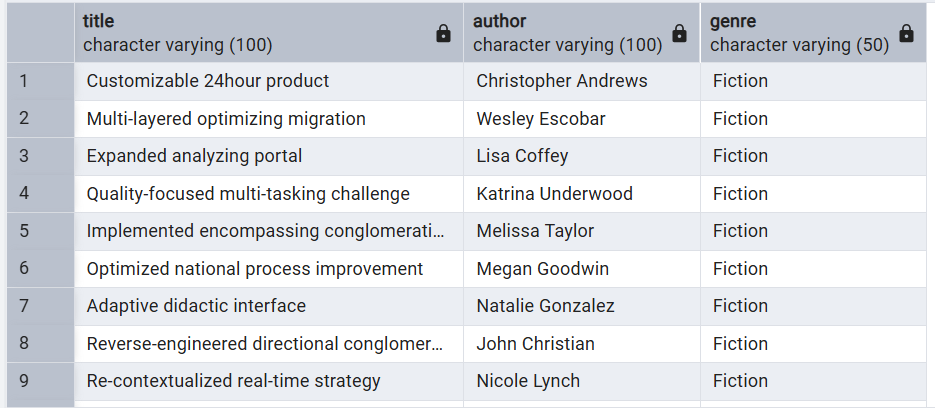 title author genre
character varying (100) character varying (100) character varying (50)
1 Customizable 24hour product Christopher Andrews Fiction
2 Multi-layered optimizing migration Wesley Escobar Fiction
3 Expanded analyzing portal Lisa Coffey Fiction
4 Quality-focused multi-tasking challenge Katrina Underwood Fiction
5 Implemented encompassing conglomerati... Melissa Taylor Fiction
6 Optimized national process improvement Megan Goodwin Fiction
7 Adaptive didactic interface Natalie Gonzalez Fiction
8 Reverse-engineered directional conglomer... John Christian Fiction
9 Re-contextualized real-time strategy Nicole Lynch Fiction